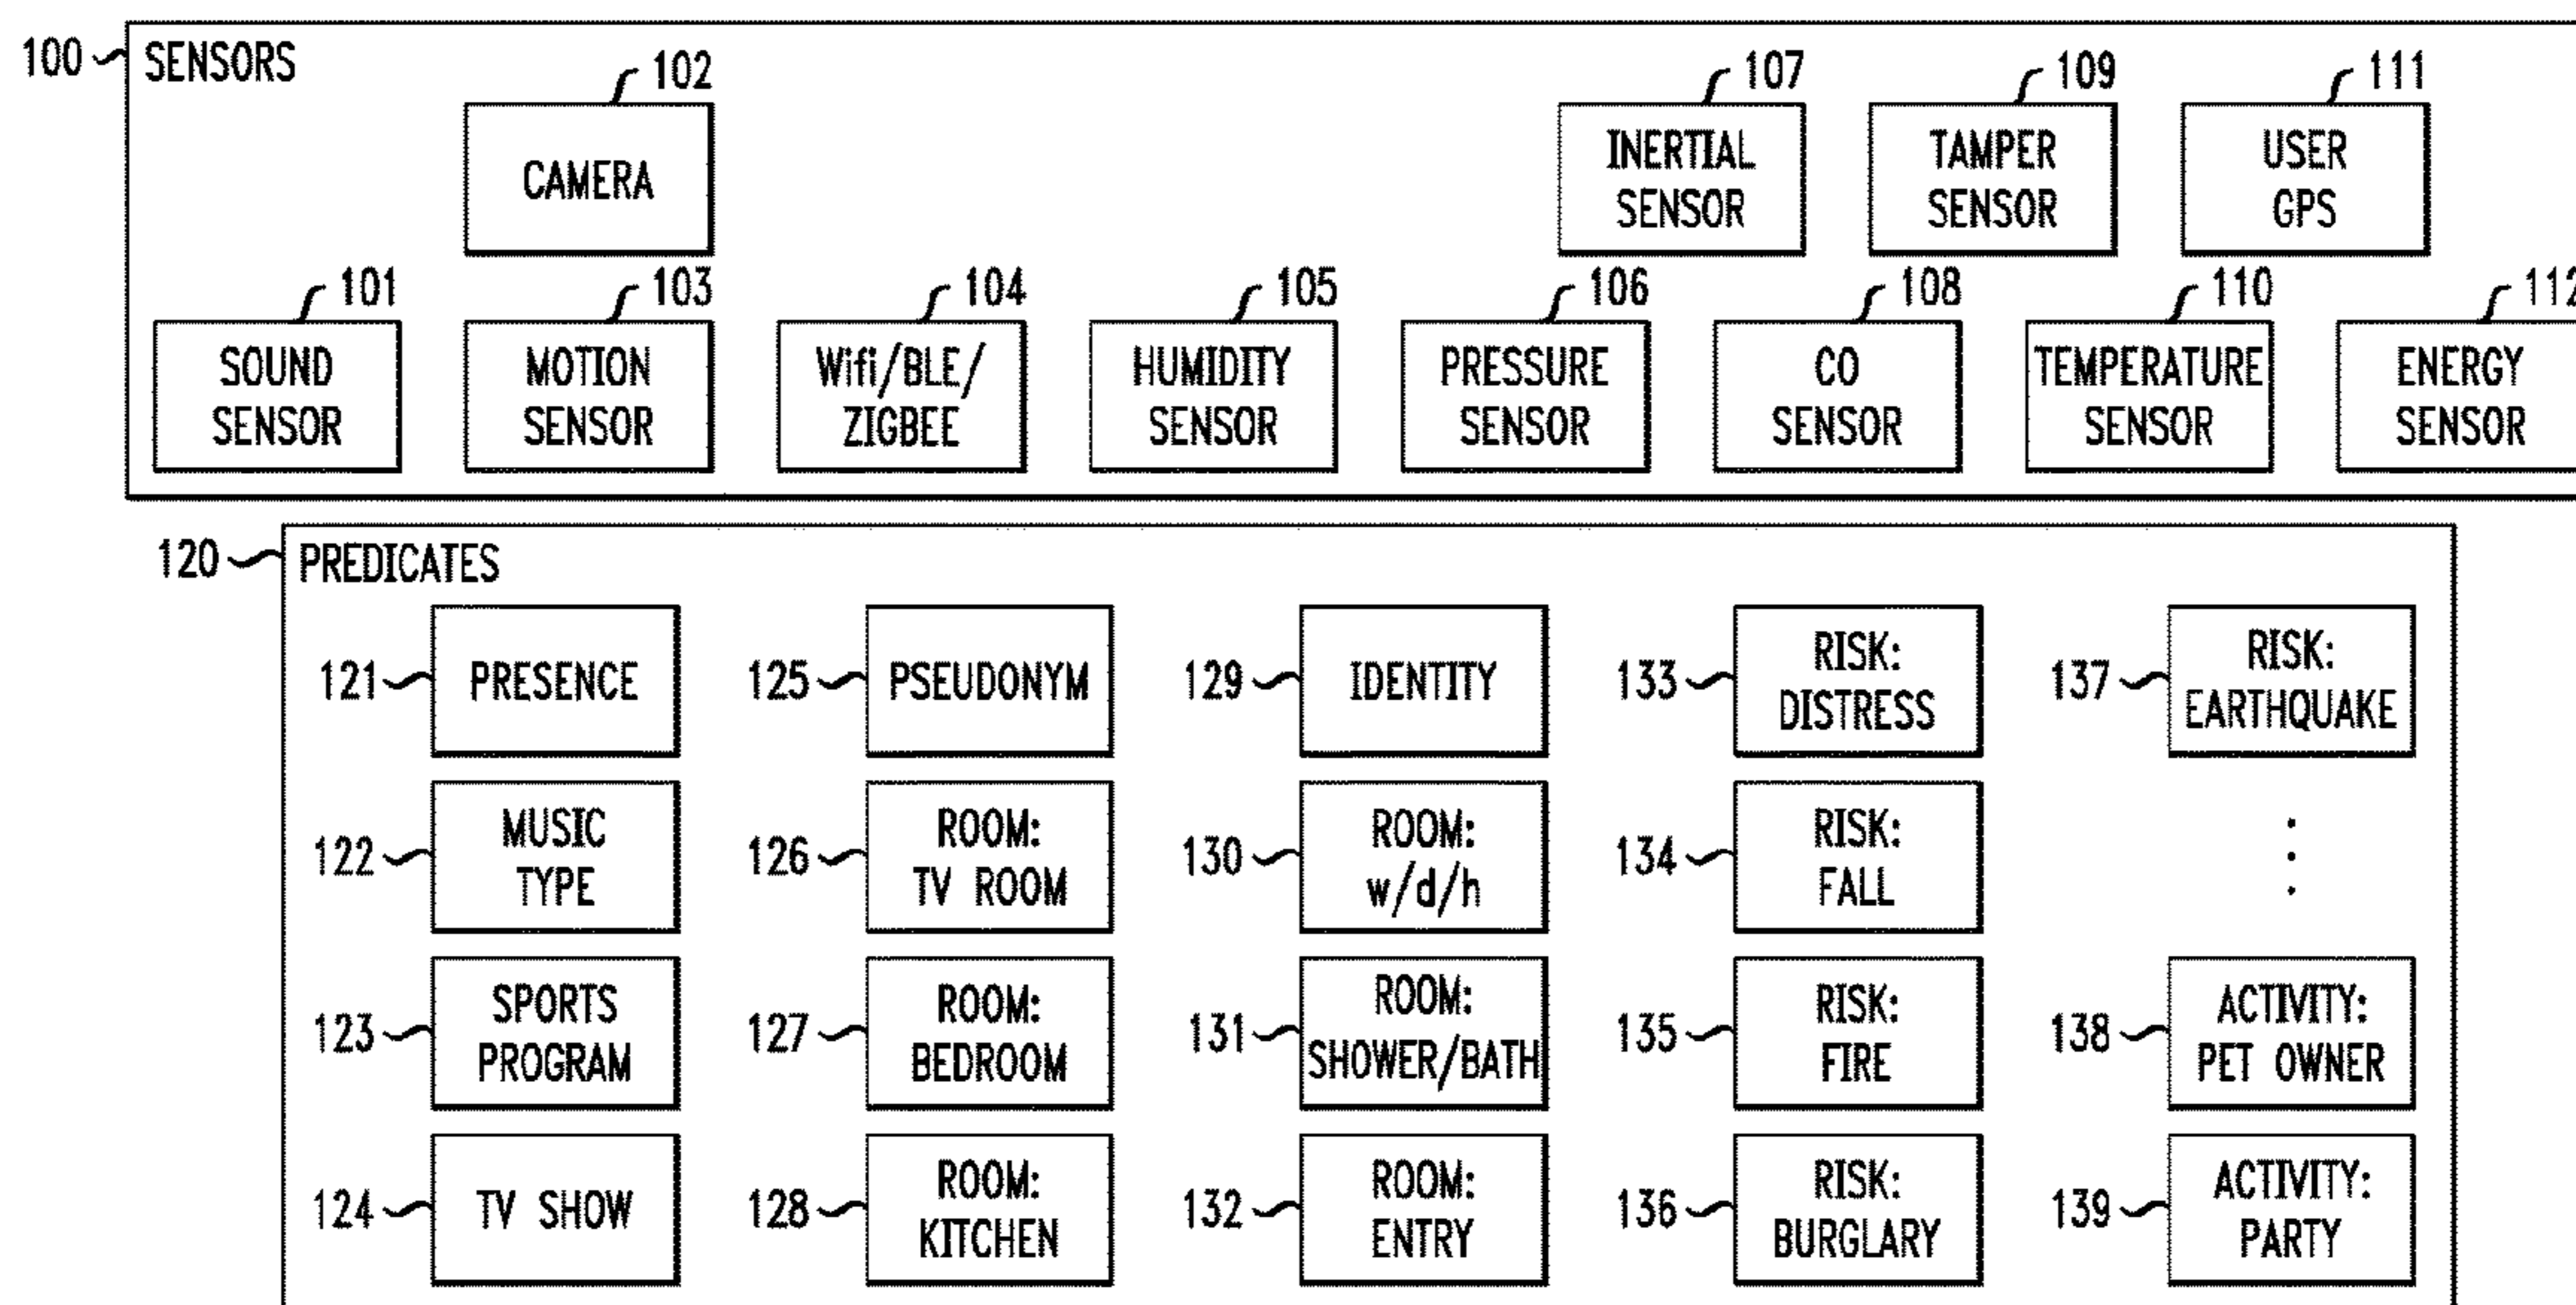 100 SENSORS
102 107 109 111
CAMERA
INERTIAL
SENSOR
TAMPER
SENSOR
USER
GPS
101 103 104 105 106 108 110 112
SOUND
SENSOR
MOTION
SENSOR
Wifi/BLE/
ZIGBEE
HUMIDITY
SENSOR
PRESSURE
SENSOR
CO
SENSOR
TEMPERATURE
SENSOR
ENERGY
SENSOR
120 PREDICATES
121 PRESENCE
125 PSEUDONYM
129 IDENTITY
133 RISK:
DISTRESS
137 RISK:
EARTHQUAKE
122 MUSIC
TYPE
126 ROOM:
TV ROOM
130 ROOM:
w/d/h
134 RISK:
FALL
123 SPORTS
PROGRAM
127 ROOM:
BEDROOM
131 ROOM:
SHOWER/BATH
135 RISK:
FIRE
138 ACTIVITY:
PET OWNER
124 TV SHOW
128 ROOM:
KITCHEN
132 ROOM:
ENTRY
136 RISK:
BURGLARY
139 ACTIVITY:
PARTY